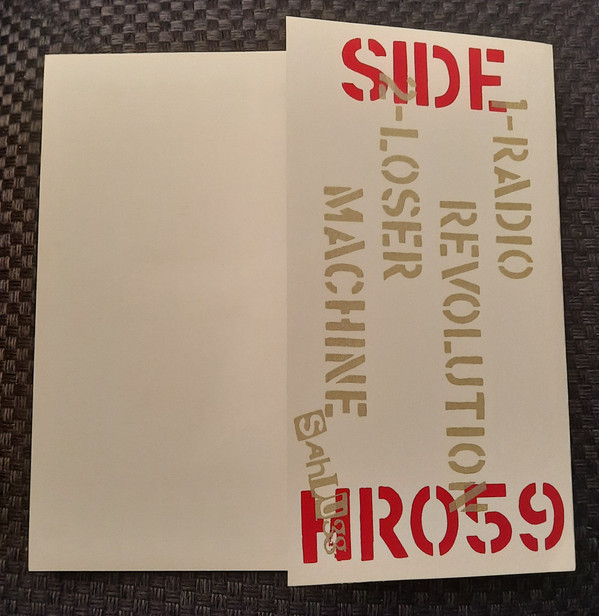 SIDE
1-RADIO
REVOLUTION
2-LOSER
MACHINE
HR059